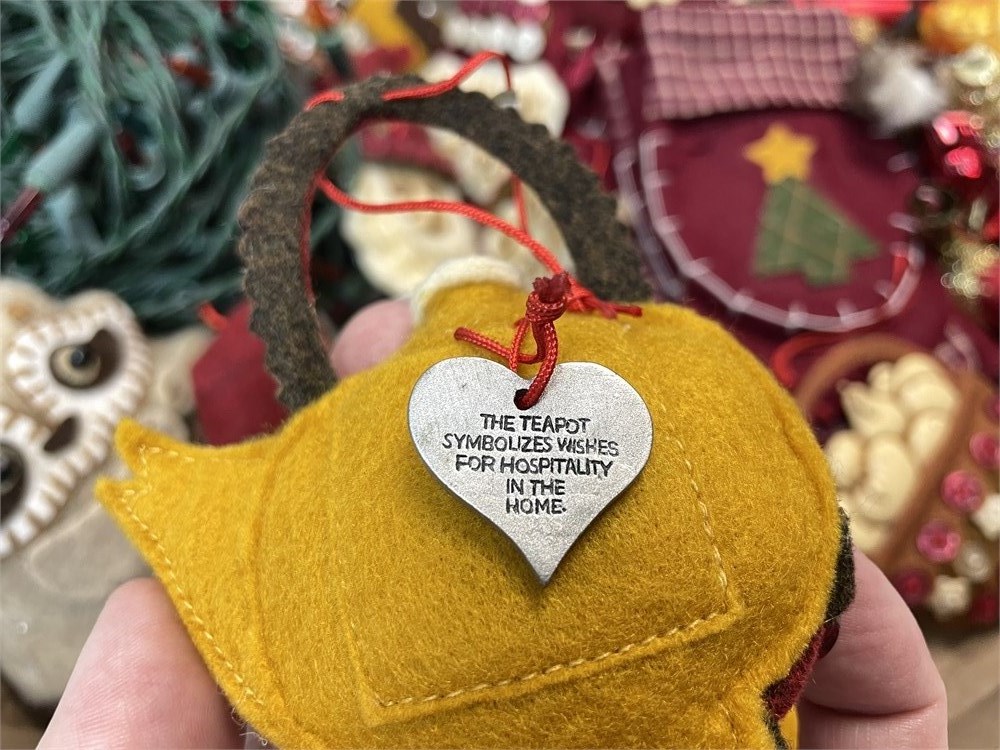 THE TEAPOT
SYMBOLIZES WISHES
FOR HOSPITALITY
IN THE
HOME.